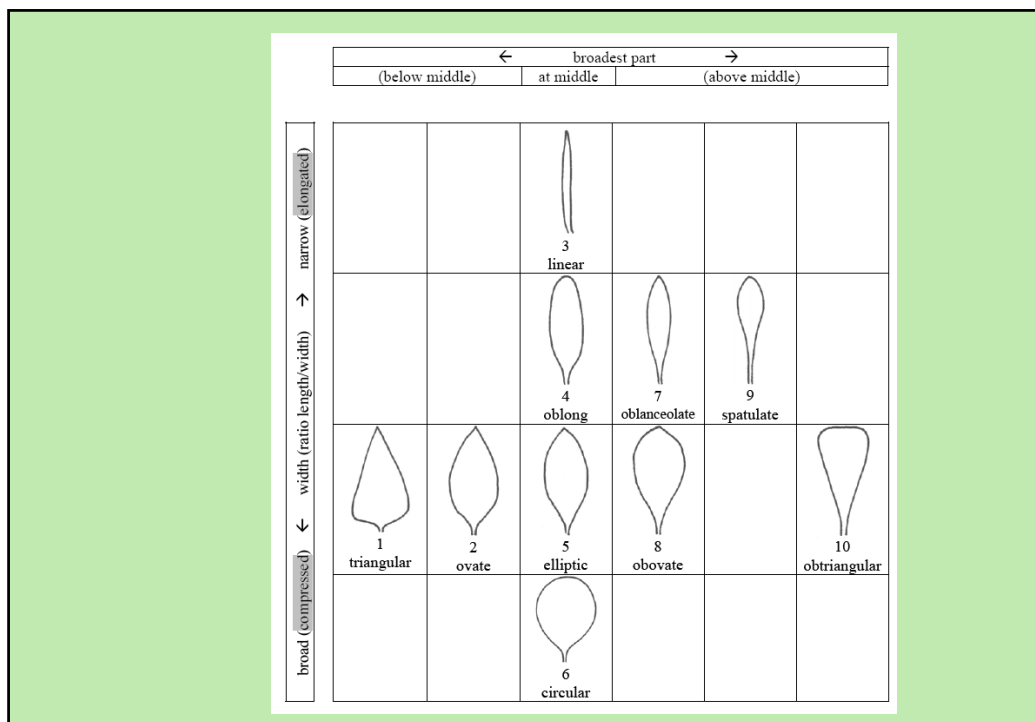 ← broadest part →
(below middle) at middle (above middle)
narrow (elongated)
← width (ratio length/width) →
broad (compressed)
3
linear
4 7 9
oblong oblanceolate spatulate
1 2 5 8 10
triangular ovate elliptic obovate obtriangular
6
circular